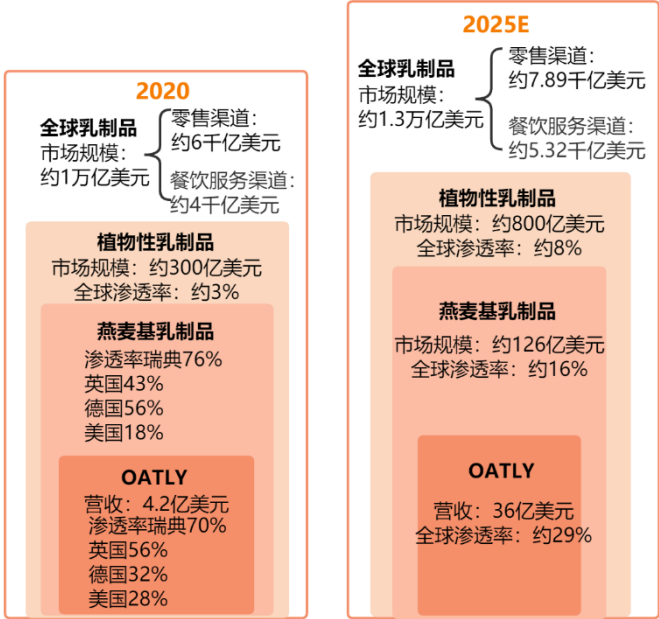 2020
全球乳制品
市场规模：
约1万亿美元
零售渠道：
约6千亿美元
餐饮服务渠道：
约4千亿美元
植物性乳制品
市场规模：约300亿美元
全球渗透率：约3%
燕麦基乳制品
渗透率瑞典76%
英国43%
德国56%
美国18%
OATLY
营收：4.2亿美元
渗透率瑞典70%
英国56%
德国32%
美国28%
2025E
全球乳制品
市场规模：
约1.3万亿美元
零售渠道：
约7.89千亿美元
餐饮服务渠道：
约5.32千亿美元
植物性乳制品
市场规模：约800亿美元
全球渗透率：约8%
燕麦基乳制品
市场规模：约126亿美元
全球渗透率：约16%
OATLY
营收：36亿美元
全球渗透率：约29%